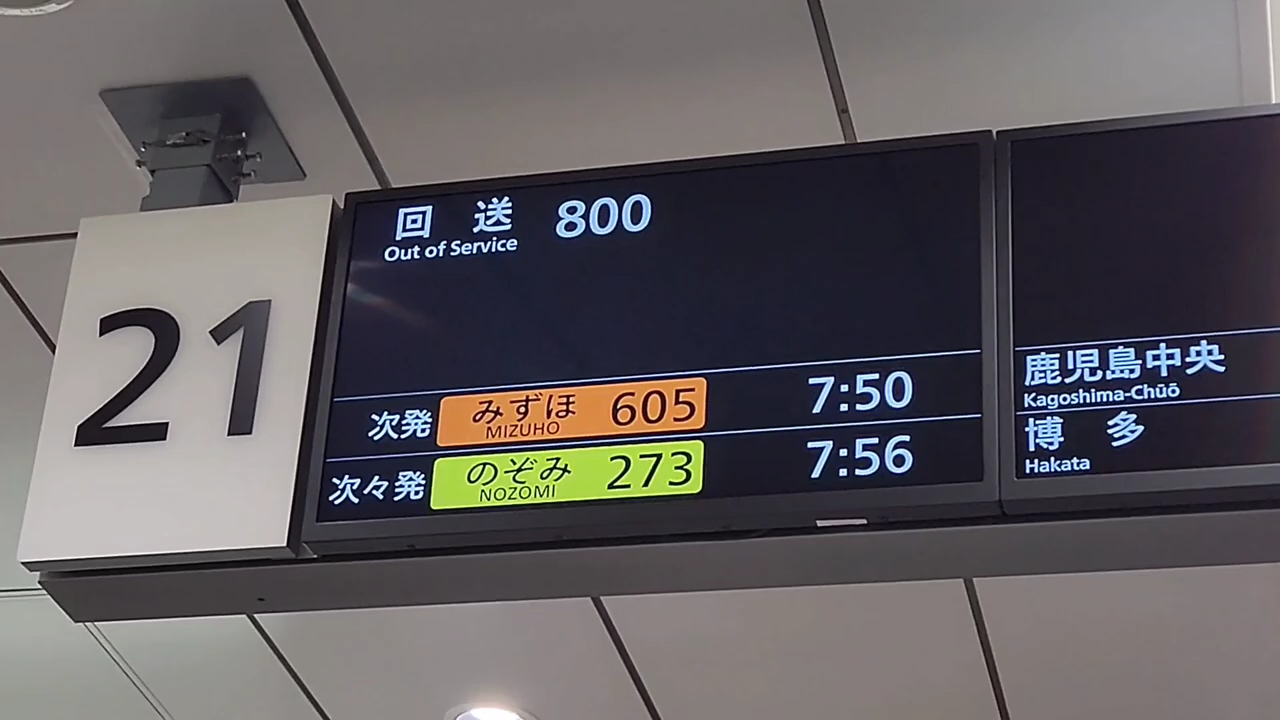 21
回 送 800
Out of Service
次発 みずほ MIZUHO 605 7:50 鹿児島中央 Kagoshima-Chūō
次々発 のぞみ NOZOMI 273 7:56 博 多 Hakata